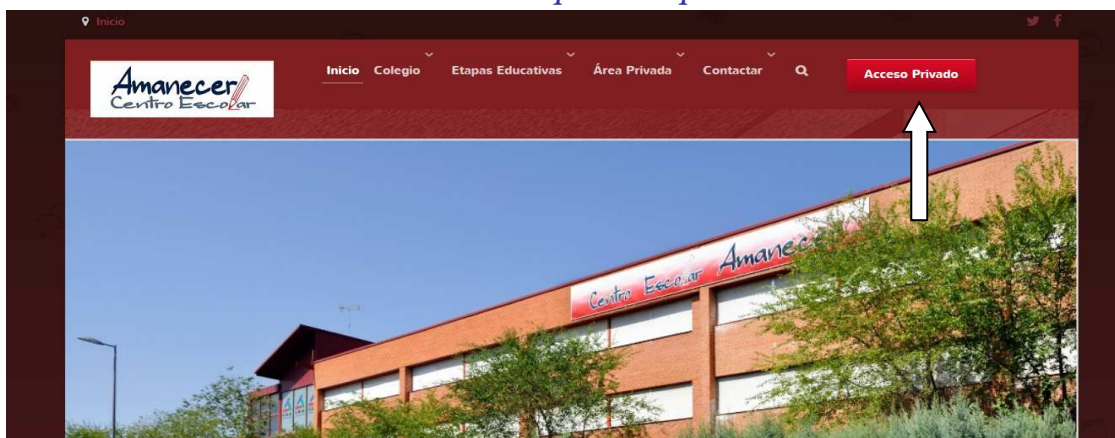 Inicio
Amanecer
Centro Escolar
Inicio Colegio Etapas Educativas Área Privada Contactar
Acceso Privado
Centro Escolar Amanecer